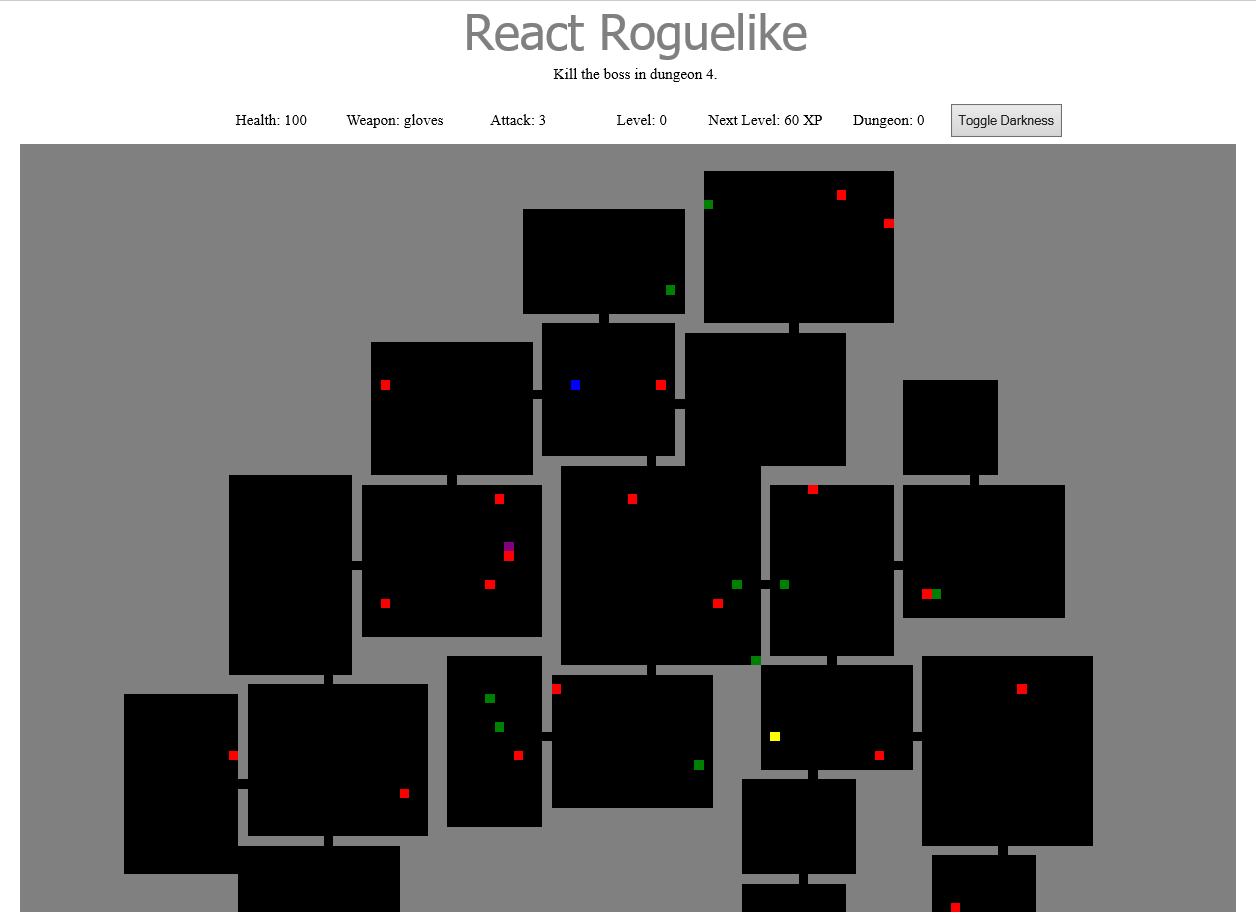 React Roguelike
Kill the boss in dungeon 4.
Health: 100 Weapon: gloves Attack: 3 Level: 0 Next Level: 60 XP Dungeon: 0 Toggle Darkness